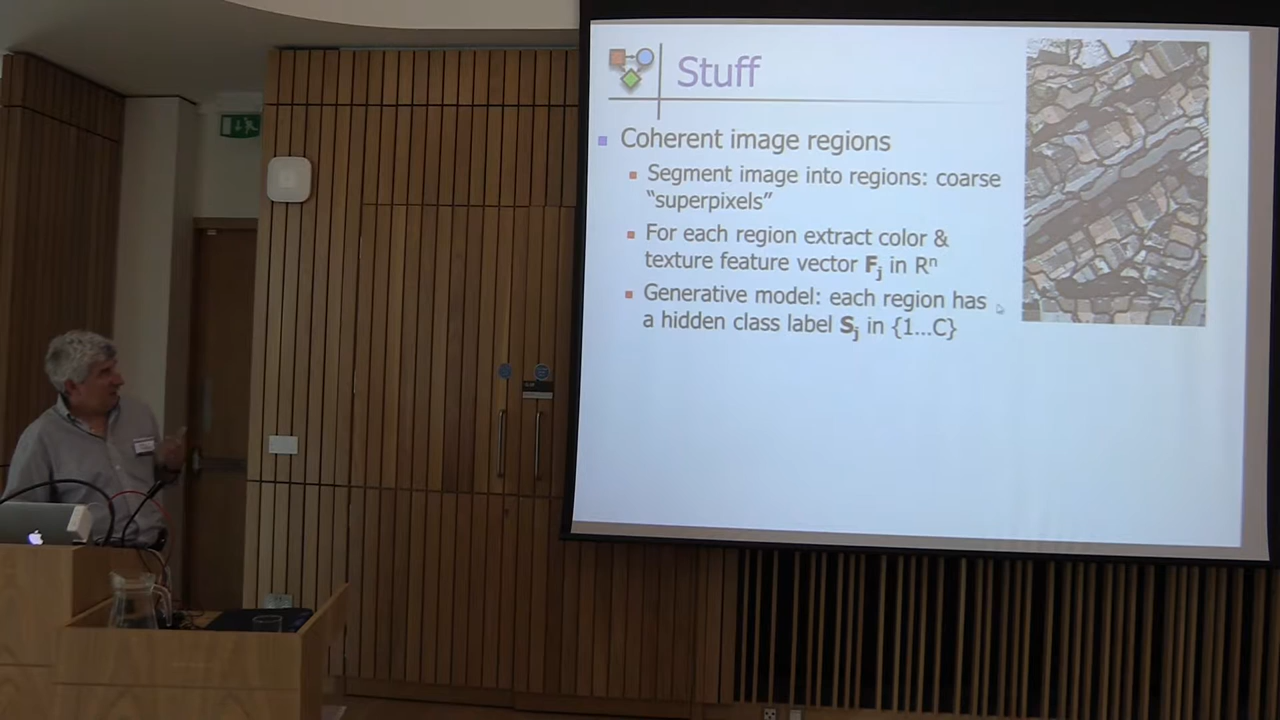 Stuff
Coherent image regions
Segment image into regions: coarse
“superpixels”
For each region extract color &
texture feature vector Fj in Rⁿ
Generative model: each region has
a hidden class label Sj in {1...C}